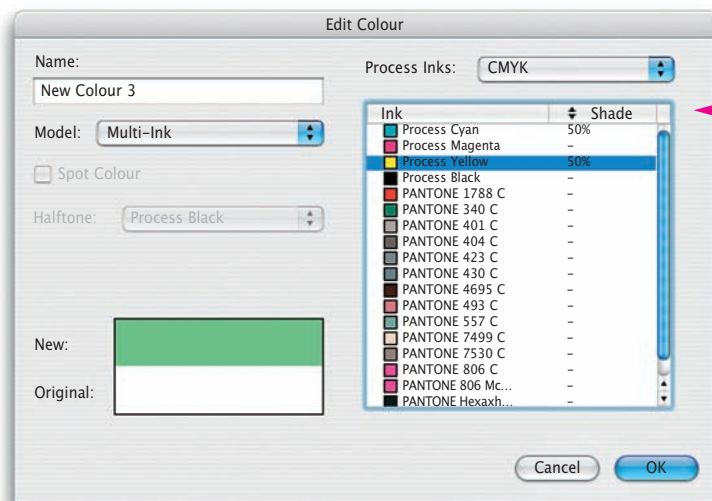 Edit Colour
Name:
New Colour 3
Model: Multi-Ink
Spot Colour
Halftone: Process Black
New:
Original:
Process Inks: CMYK
Ink Shade
Process Cyan 50%
Process Magenta –
Process Yellow 50%
Process Black –
PANTONE 1788 C –
PANTONE 340 C –
PANTONE 401 C –
PANTONE 404 C –
PANTONE 423 C –
PANTONE 430 C –
PANTONE 4695 C –
PANTONE 493 C –
PANTONE 557 C –
PANTONE 7499 C –
PANTONE 7530 C –
PANTONE 806 C –
PANTONE 806 Mc... –
PANTONE Hexaxh... –
Cancel OK